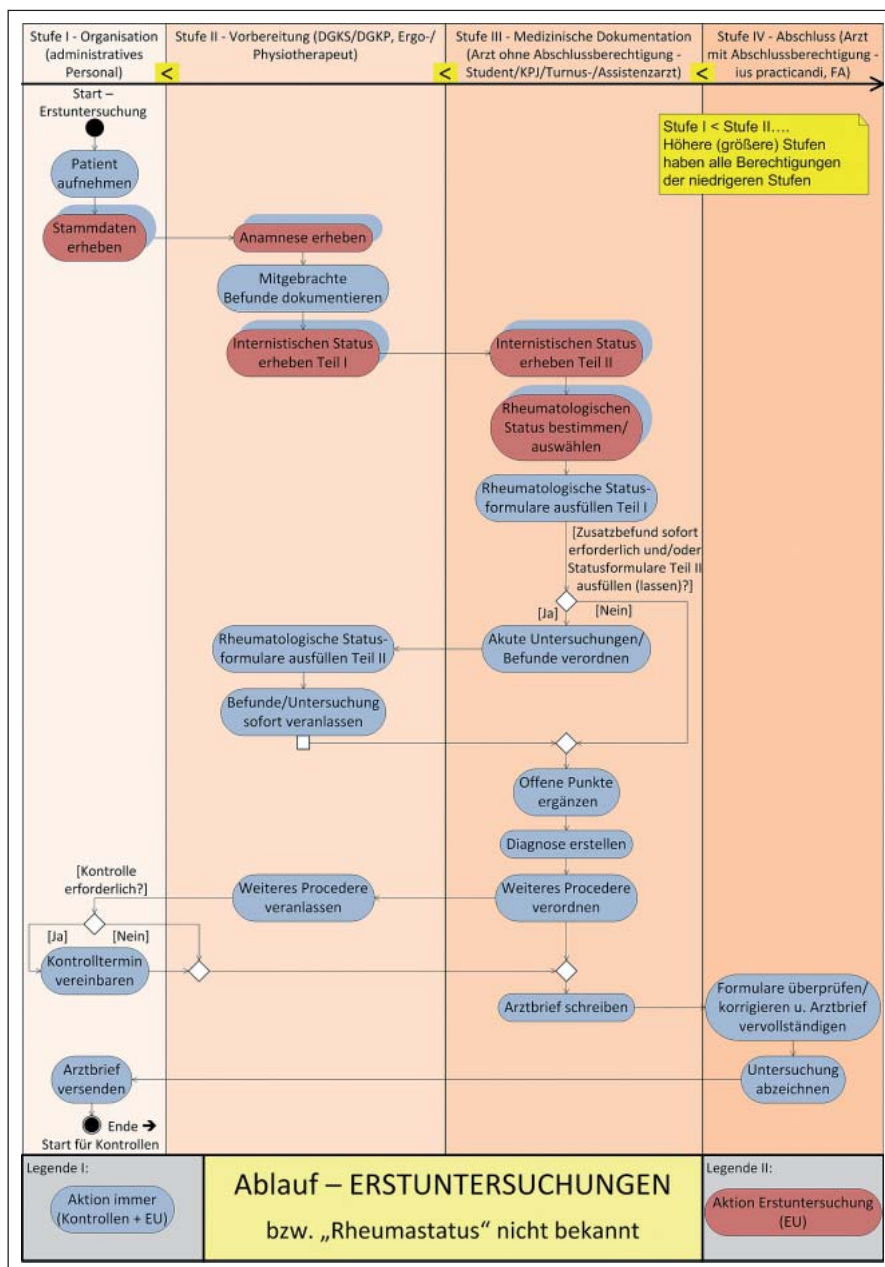 Stufe I - Organisation
(administratives
Personal)
<
Stufe II - Vorbereitung (DGKS/DGKP, Ergo-/
Physiotherapeut)
<
Stufe III - Medizinische Dokumentation
(Arzt ohne Abschlussberechtigung -
Student/KPJ/Turnus-/Assistenzarzt)
<
Stufe IV - Abschluss (Arzt
mit Abschlussberechtigung -
ius practicandi, FA)
Start –
Erstuntersuchung
Stufe I < Stufe II....
Höhere (größere) Stufen
haben alle Berechtigungen
der niedrigeren Stufen
Patient
aufnehmen
Stammdaten
erheben
Anamnese erheben
Mitgebrachte
Befunde dokumentieren
Internistischen Status
erheben Teil I
Internistischen Status
erheben Teil II
Rheumatologischen
Status bestimmen/
auswählen
Rheumatologische Status-
formulare ausfüllen Teil I
[Zusatzbefund sofort
erforderlich und/oder
Statusformulare Teil II
ausfüllen (lassen)?]
[Ja]
[Nein]
Akute Untersuchungen/
Befunde verordnen
Rheumatologische Status-
formulare ausfüllen Teil II
Befunde/Untersuchung
sofort veranlassen
Offene Punkte
ergänzen
Diagnose erstellen
Weiteres Procedere
verordnen
Weiteres Procedere
veranlassen
[Kontrolle
erforderlich?]
[Ja]
[Nein]
Kontrolltermin
vereinbaren
Arztbrief schreiben
Formulare überprüfen/
korrigieren u. Arztbrief
vervollständigen
Untersuchung
abzeichnen
Arztbrief
versenden
Ende ➔
Start für Kontrollen
Legende I:
Aktion immer
(Kontrollen + EU)
Ablauf – ERSTUNTERSUCHUNGEN
bzw. „Rheumastatus“ nicht bekannt
Legende II:
Aktion Erstuntersuchung
(EU)